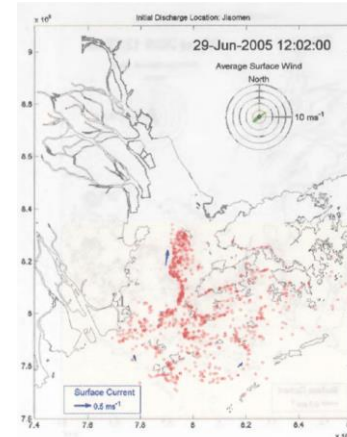 Initial Discharge Location: Jiaomen
29-Jun-2005 12:02:00
Average Surface Wind
North
10 ms⁻¹
9
8.8
8.6
8.4
8.2
8
7.8
7.6
Surface Current
0.5 ms⁻¹
7.4
7.6
7.8
8
8.2
8.4